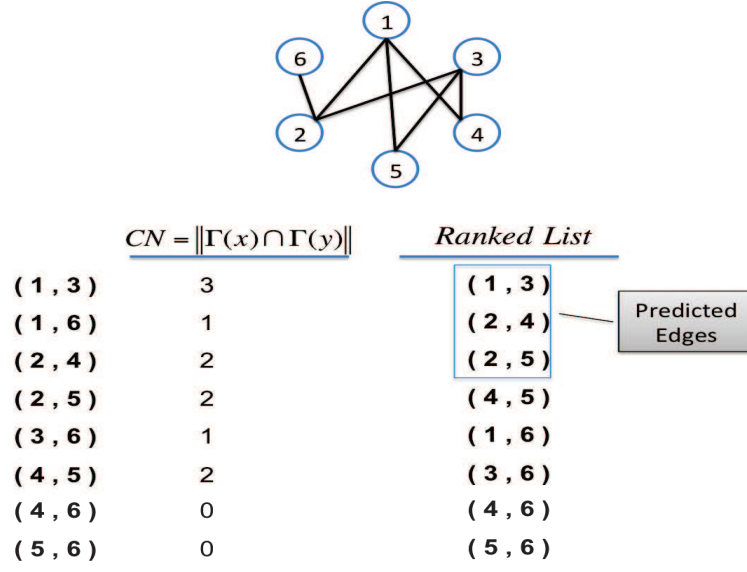 1
6
3
2
4
5
CN = ‖Γ(x)∩Γ(y)‖ Ranked List
(1,3) 3 (1,3)
(1,6) 1 (2,4)
(2,4) 2 (2,5)
(2,5) 2 (4,5)
(3,6) 1 (1,6)
(4,5) 2 (3,6)
(4,6) 0 (4,6)
(5,6) 0 (5,6)
Predicted
Edges